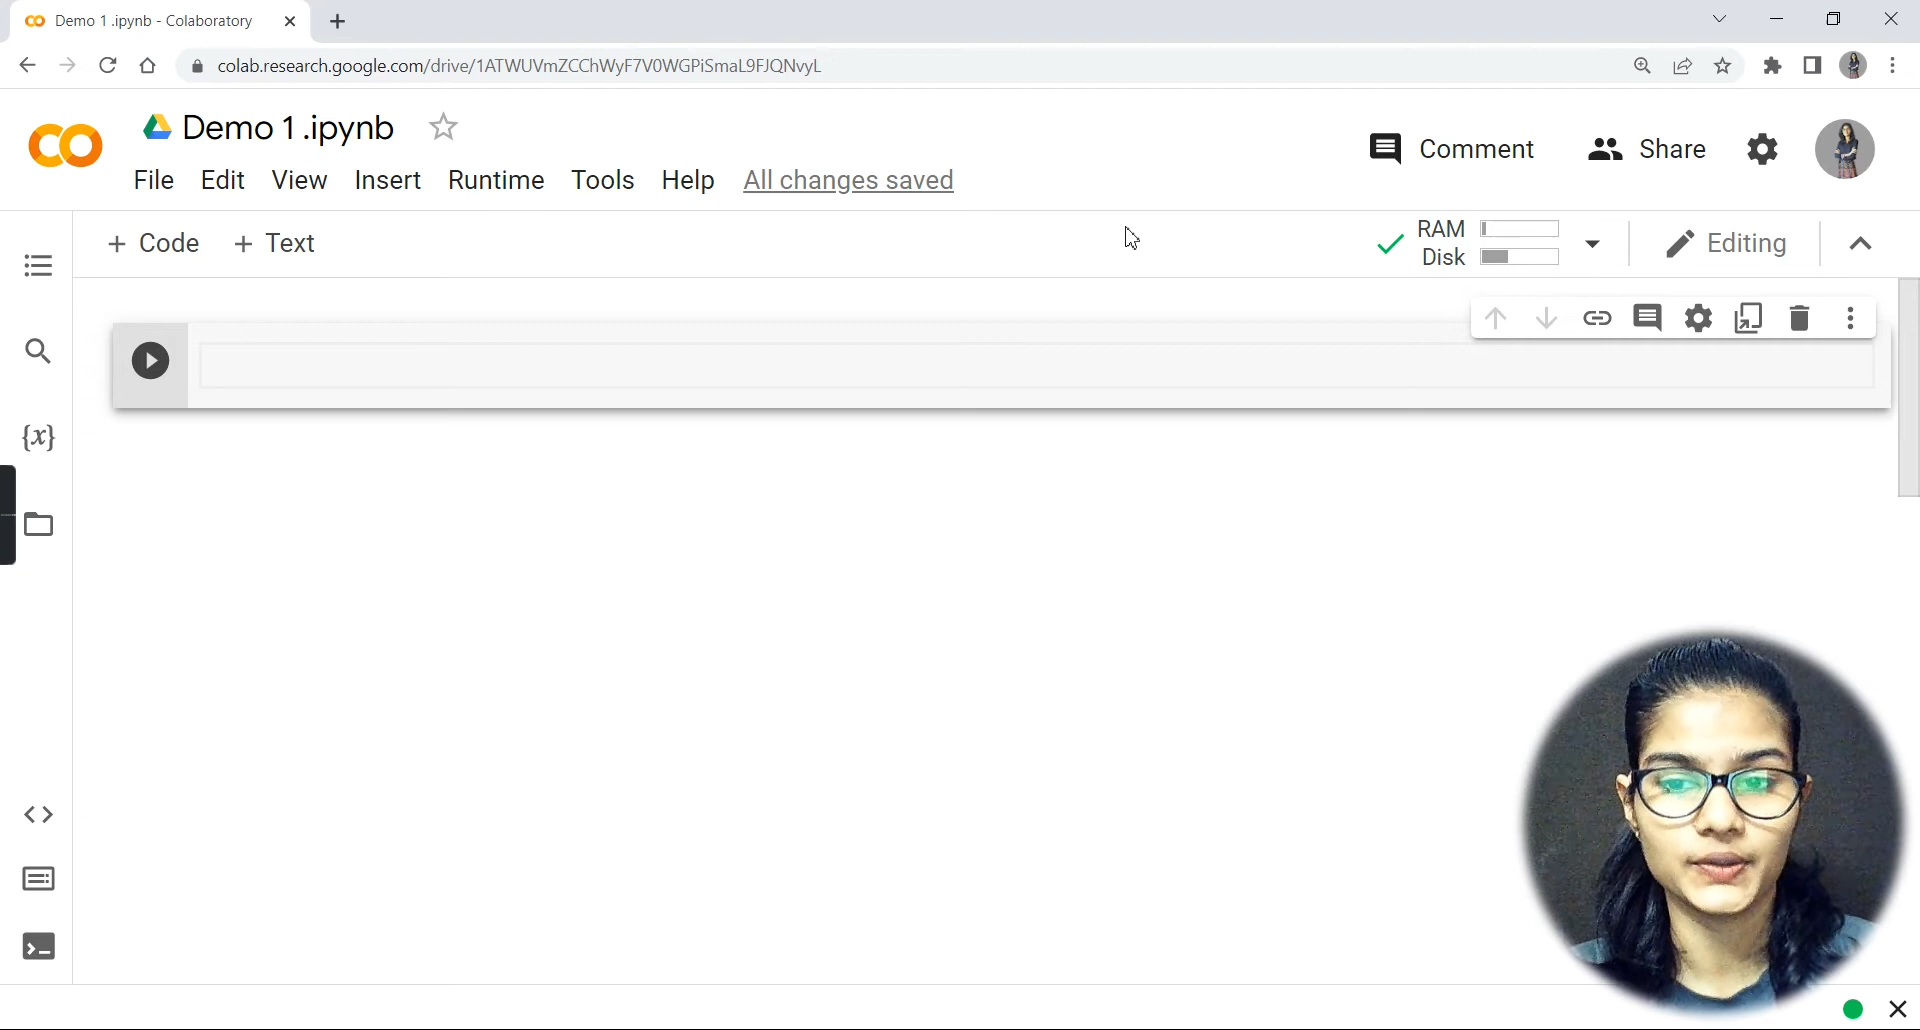 Demo 1 .ipynb - Colaboratory
colab.research.google.com/drive/1ATWUVmZCChWyF7V0WGPiSmaL9FJQNvyL
Demo 1 .ipynb
Comment Share
File Edit View Insert Runtime Tools Help All changes saved
+ Code + Text
RAM
Disk
Editing
{x}